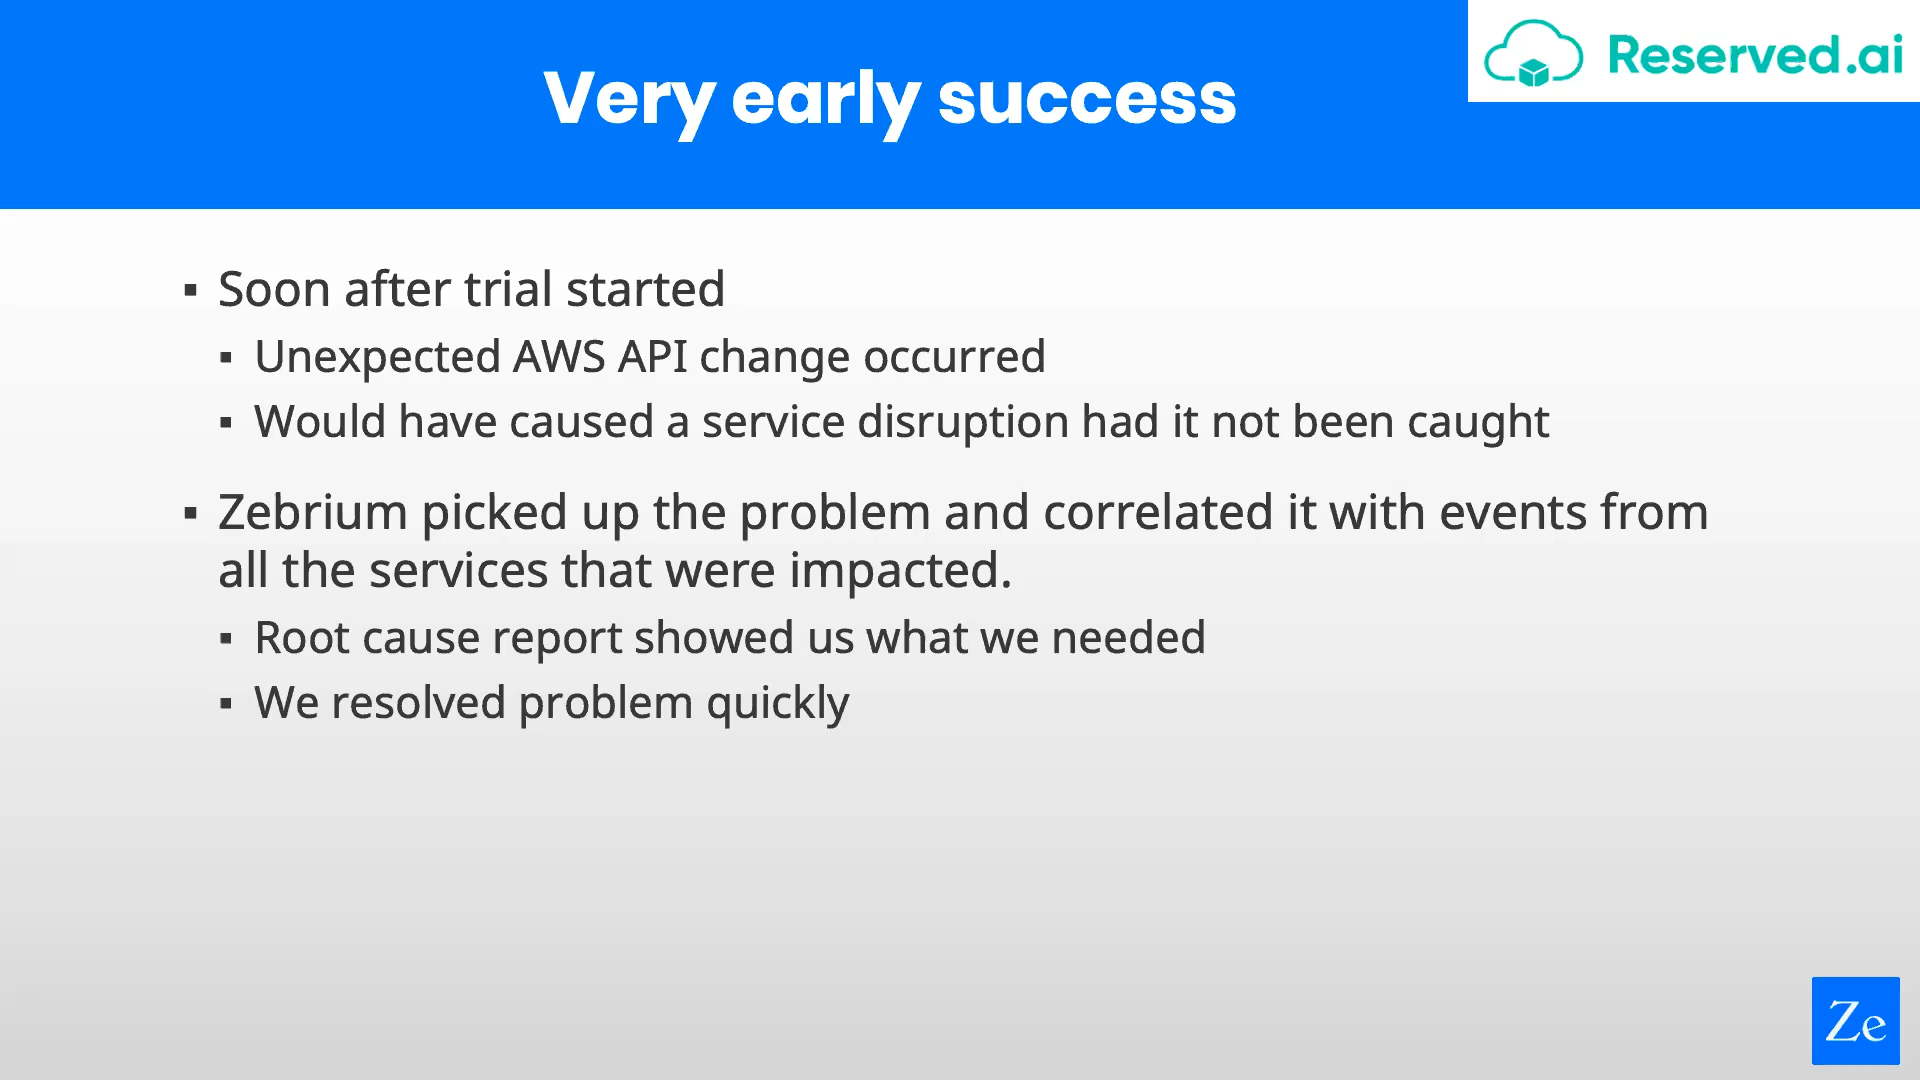 Reserved.ai
Very early success
▪ Soon after trial started
▪ Unexpected AWS API change occurred
▪ Would have caused a service disruption had it not been caught
▪ Zebrium picked up the problem and correlated it with events from
all the services that were impacted.
▪ Root cause report showed us what we needed
▪ We resolved problem quickly
Ze